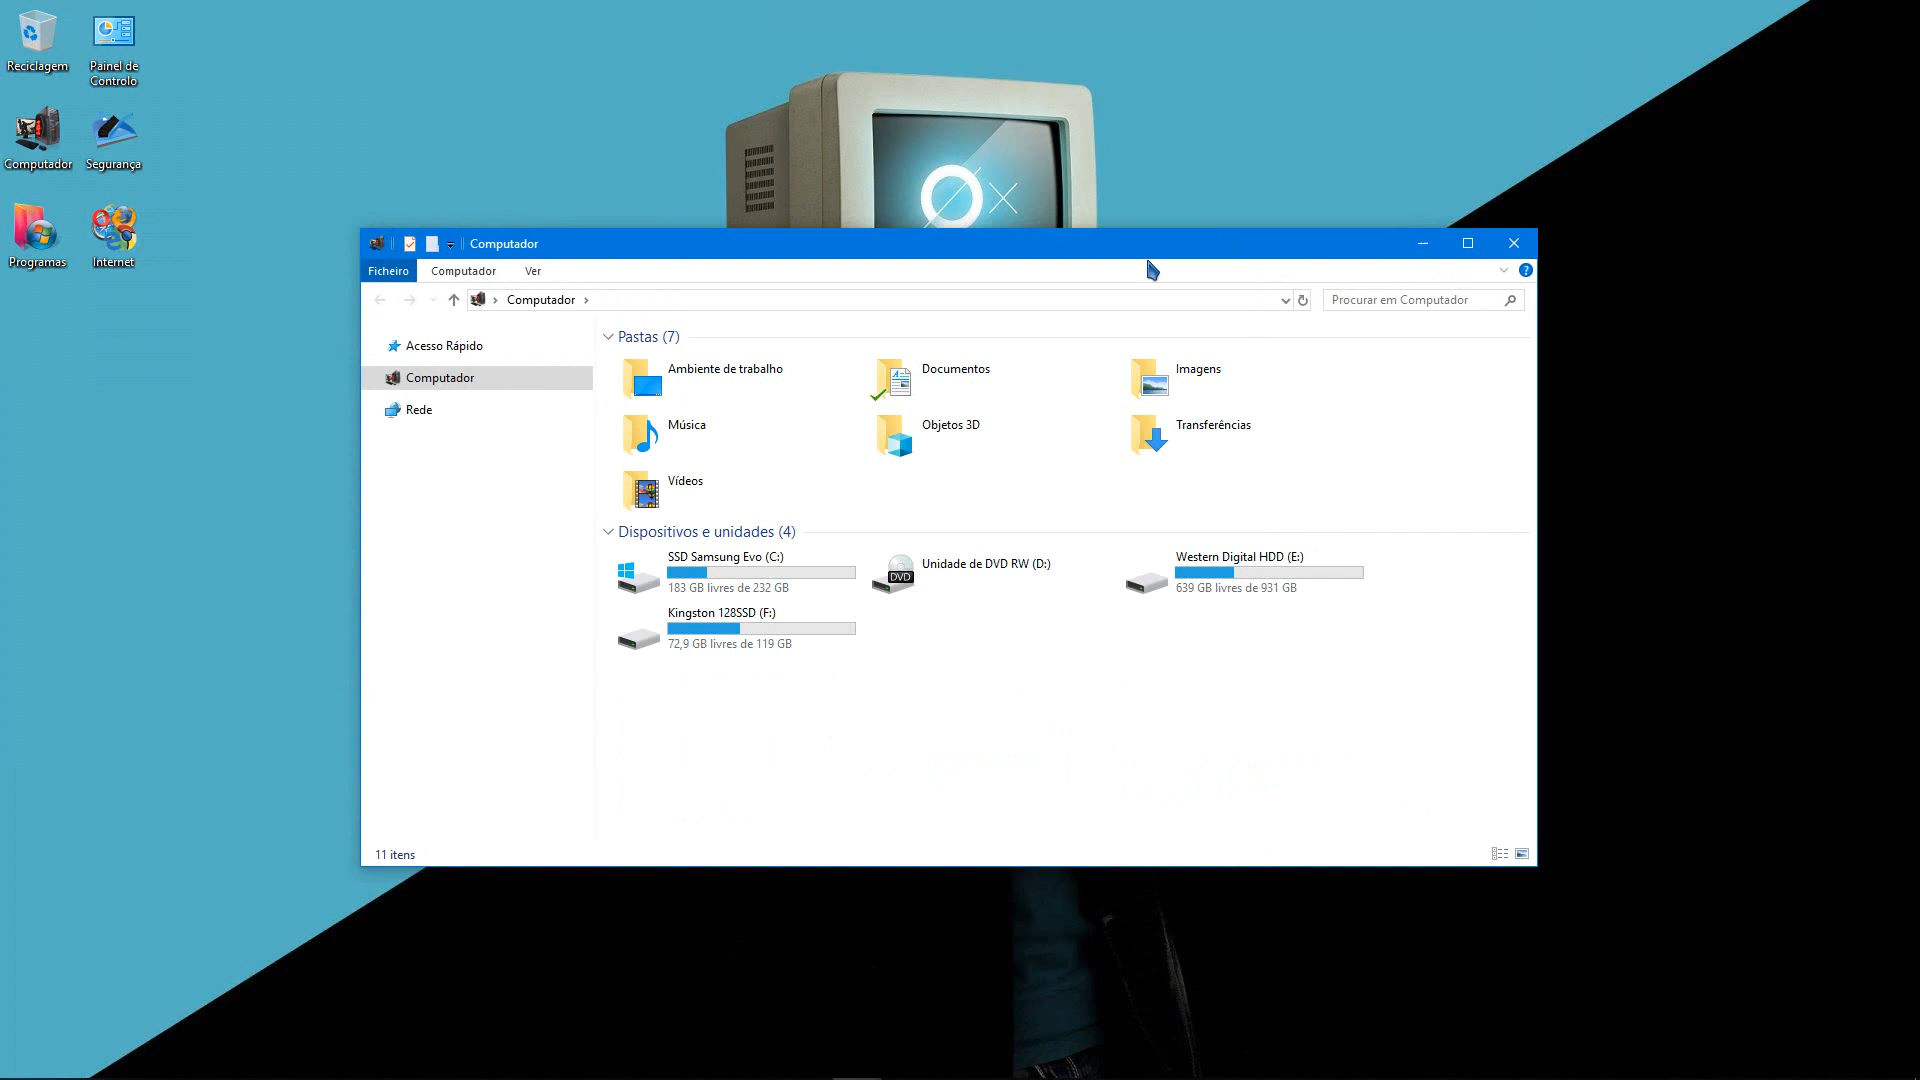 Reciclagem
Painel de
Controlo
Computador
Segurança
Programas
Internet
Computador
Ficheiro
Computador
Ver
Computador
Procurar em Computador
Acesso Rápido
Computador
Rede
Pastas (7)
Ambiente de trabalho
Documentos
Imagens
Música
Objetos 3D
Transferências
Vídeos
Dispositivos e unidades (4)
SSD Samsung Evo (C:)
183 GB livres de 232 GB
DVD
Unidade de DVD RW (D:)
Western Digital HDD (E:)
639 GB livres de 931 GB
Kingston 128SSD (F:)
72,9 GB livres de 119 GB
11 itens